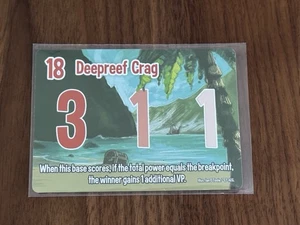 18 Deepreef Crag
3 1 1
When this base scores, if the total power equals the breakpoint,
the winner gains 1 additional VP.